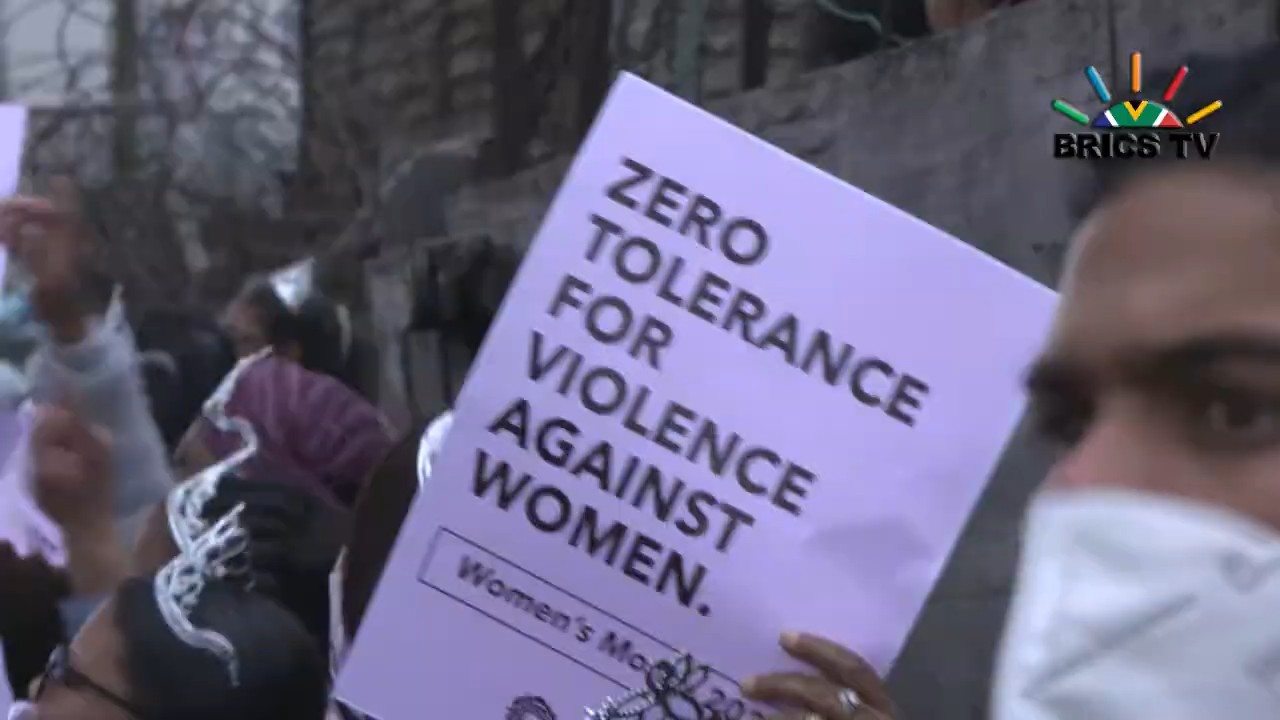 BRICS TV
ZERO
TOLERANCE
FOR
VIOLENCE
AGAINST
WOMEN.
Women's